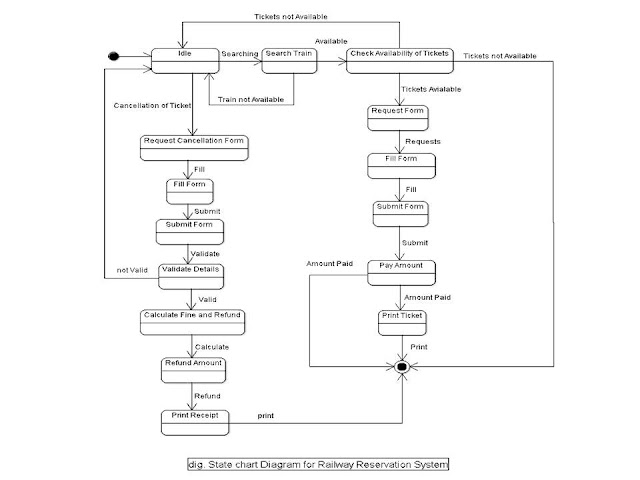 Tickets not Available
Available
Idle
Searching
Search Train
Check Availability of Tickets
Tickets not Available
Train not Available
Tickets Avialable
Cancellation of Ticket
Request Form
Requests
Request Cancellation Form
Fill Form
Fill
Fill
Fill Form
Submit Form
Submit
Submit Form
Submit
Validate
Amount Paid
Pay Amount
not Valid
Validate Details
Valid
Amount Paid
Calculate Fine and Refund
Print Ticket
Calculate
Print
Refund Amount
Refund
Print Receipt
print
dig. State chart Diagram for Railway Reservation System